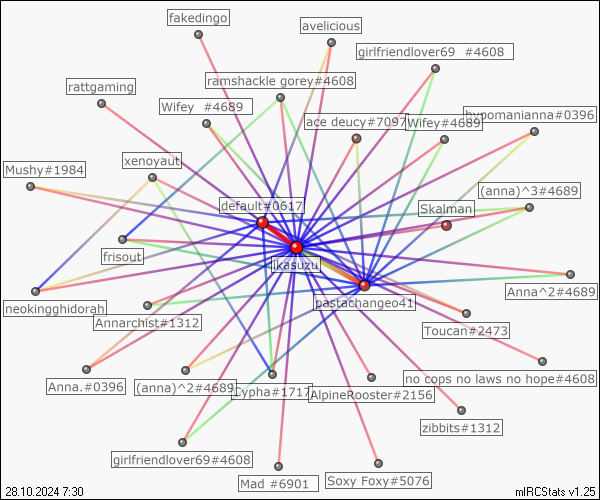 fakedingo
avelicious
girlfriendlover69 #4608
ramshackle gorey#4608
rattgaming
Wifey #4689
ace deucy#7097
Wifey#4689
hypomanianna#0396
Mushy#1984
xenoyaut
(anna)^3#4689
default#0617
Skalman
frisout
ikasuzu
Anna^2#4689
pastachangeo41
neokingghidorah
Annarchist#1312
Toucan#2473
Anna.#0396
(anna)^2#4689
Cypha#1717
AlpineRooster#2156
no cops no laws no hope#4608
zibbits#1312
girlfriendlover69#4608
Mad #6901
Soxy Foxy#5076
28.10.2024 7:30
mIRCStats v1.25